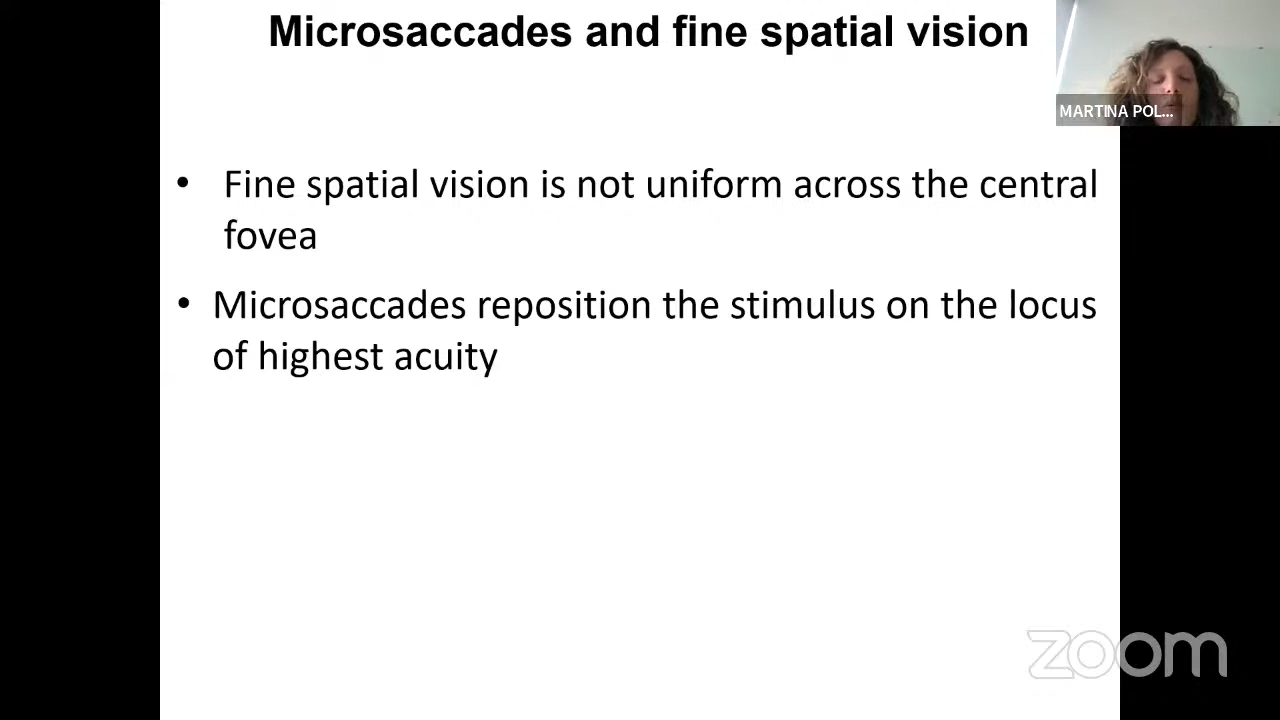 Microsaccades and fine spatial vision
MARTINA POL...
• Fine spatial vision is not uniform across the central
fovea
• Microsaccades reposition the stimulus on the locus
of highest acuity
zoom